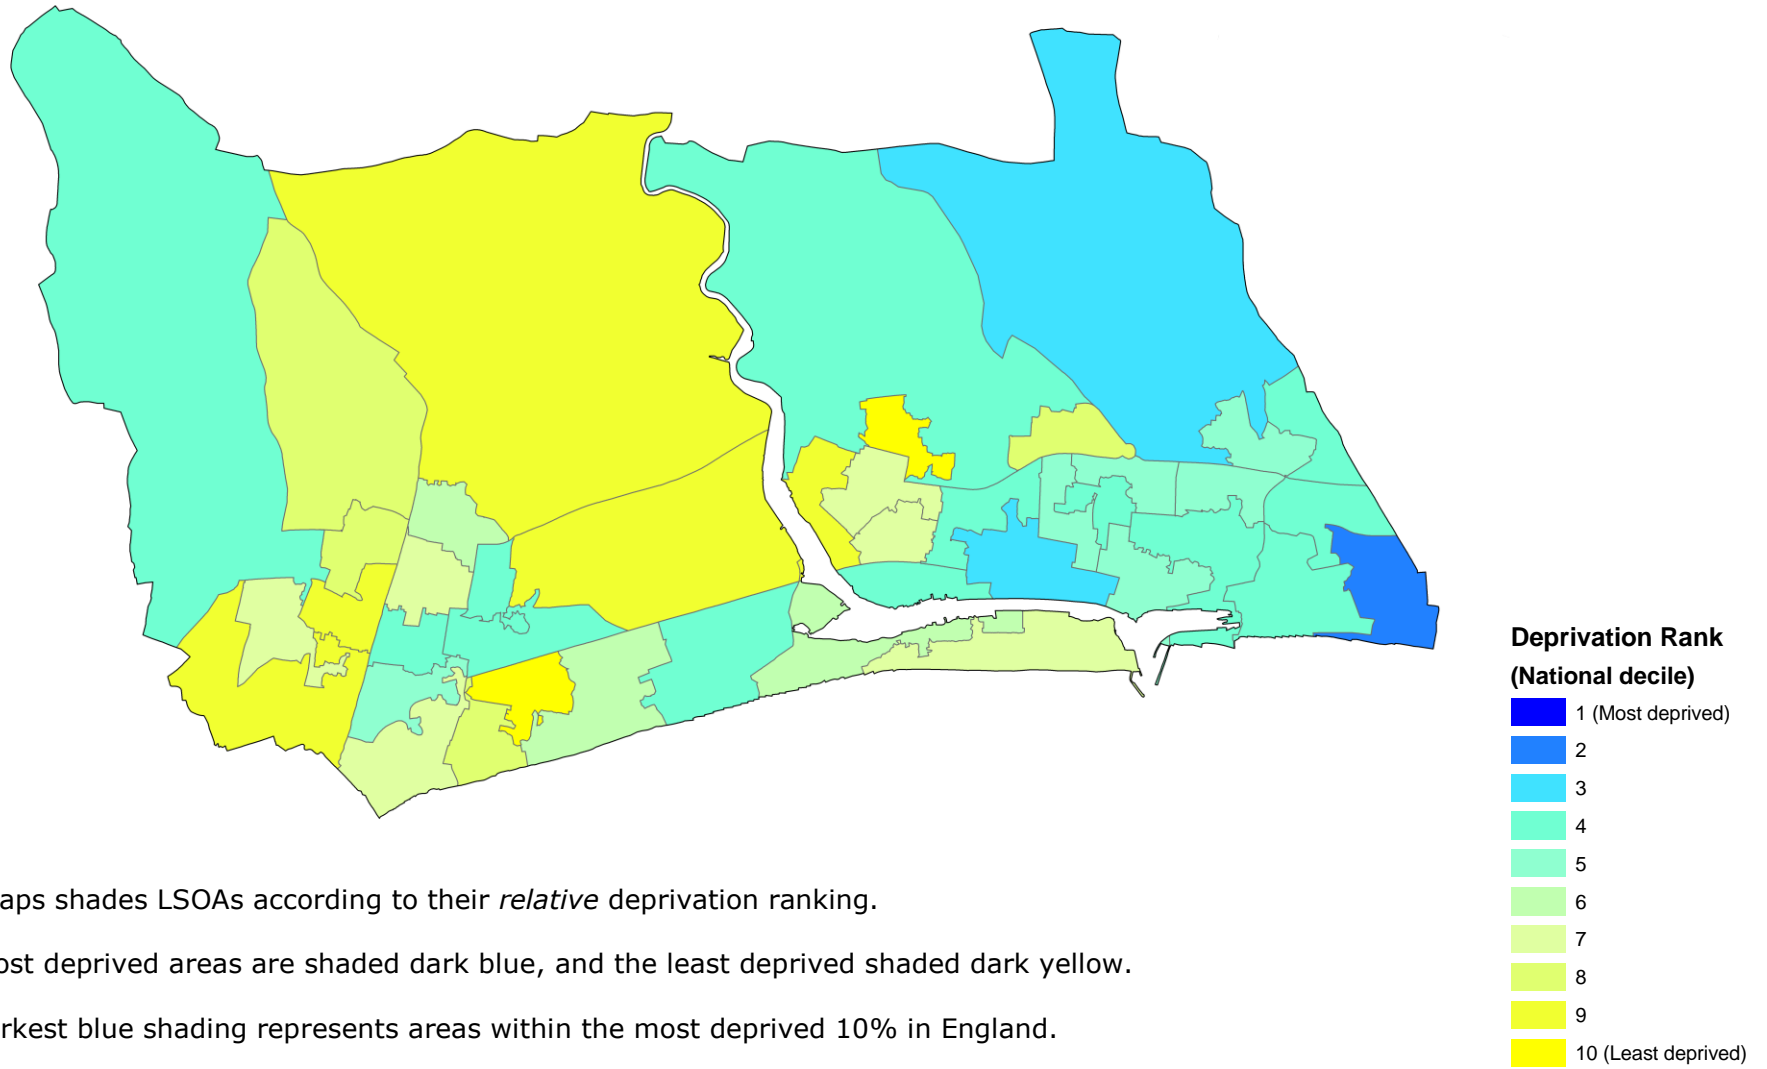 Deprivation Rank
(National decile)
1 (Most deprived)
2
3
4
5
6
7
8
9
10 (Least deprived)
aps shades LSOAs according to their relative deprivation ranking.
ost deprived areas are shaded dark blue, and the least deprived shaded dark yellow.
rkest blue shading represents areas within the most deprived 10% in England.